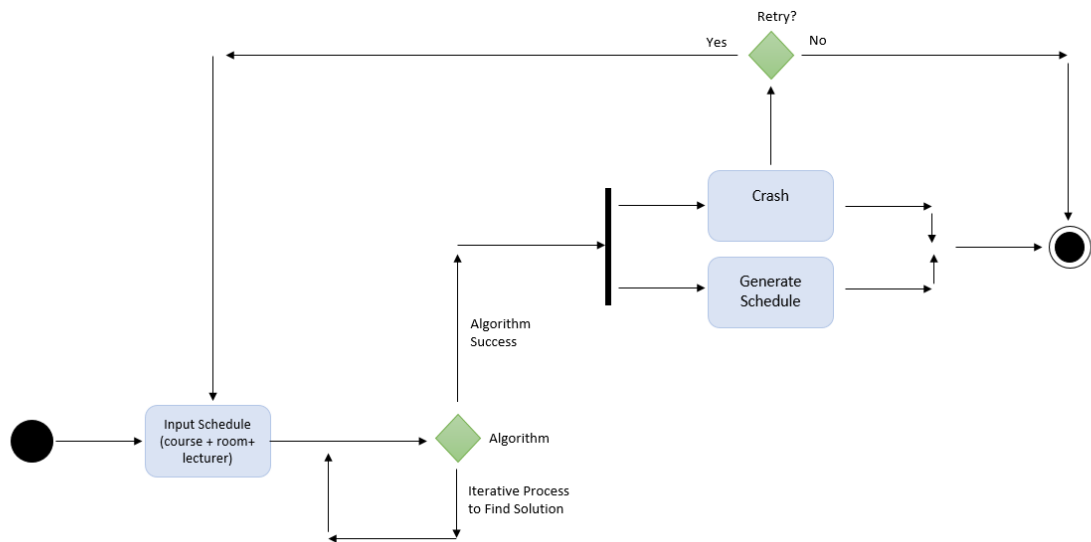 Retry?
Yes
No
Crash
Generate
Schedule
Algorithm
Success
Input Schedule
(course + room+
lecturer)
Algorithm
Iterative Process
to Find Solution